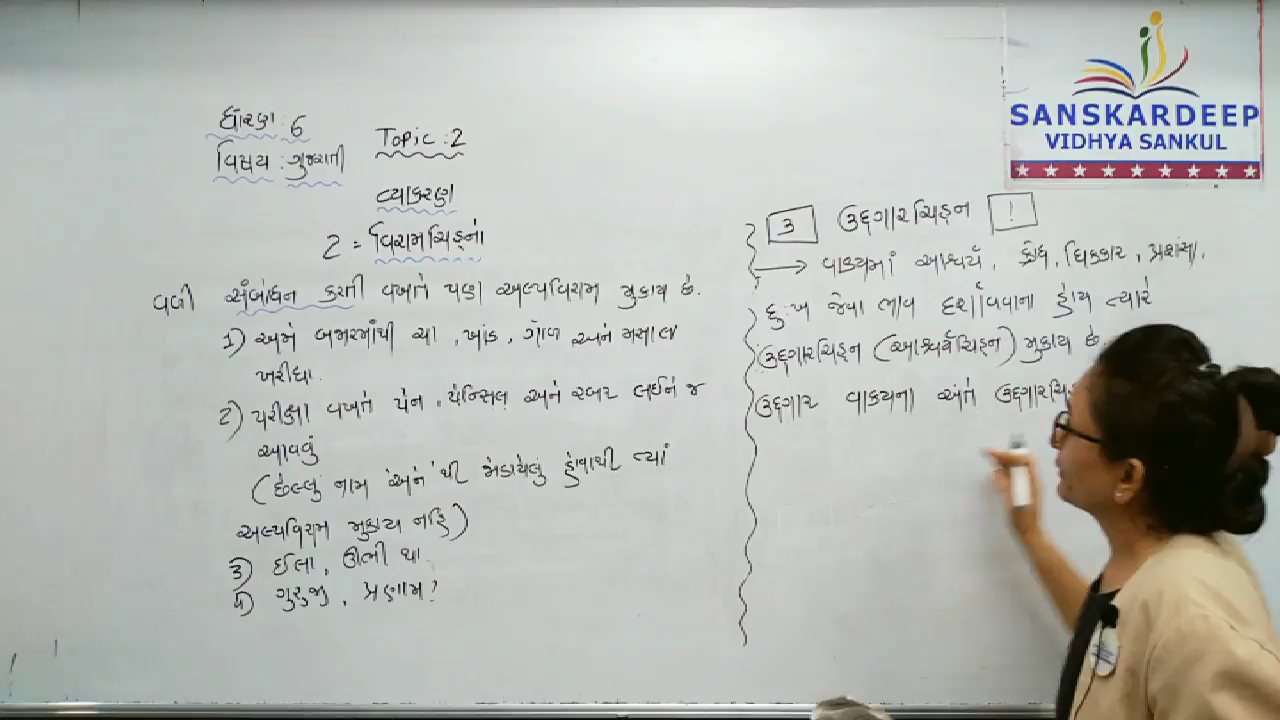 ધોરણ : 6
વિષય : ગુજરાતી
Topic : 2
વ્યાકરણ
2 = વિરામચિહ્નો
વળી સંબોધન કરતી વખતે પણ અલ્પવિરામ મુકાય છે.
1) અમે બજારમાંથી ચા , ખાંડ , ગોળ અને મસાલા
ખરીદ્યા.
2) પરીક્ષા વખતે પેન , પેન્સિલ અને રબર લઈને જ
આવવું
(છેલ્લું નામ 'અને' થી જોડાયેલું હોવાથી ત્યાં
અલ્પવિરામ મુકાય નહિ)
3) ઈલા , ઊભી થા.
4) ગુરુજી , પ્રણામ !
3 ઉદ્દગારચિહ્ન !
→ વાક્યમાં આશ્ચર્ય , ક્રોધ , ધિક્કાર , પ્રશંસા ,
દુઃખ જેવા ભાવ દર્શાવવાના હોય ત્યારે
ઉદ્દગારચિહ્ન (આશ્ચર્યચિહ્ન) મુકાય છે.
ઉદ્દગાર વાક્યના અંતે
SANSKARDEEP
VIDHYA SANKUL